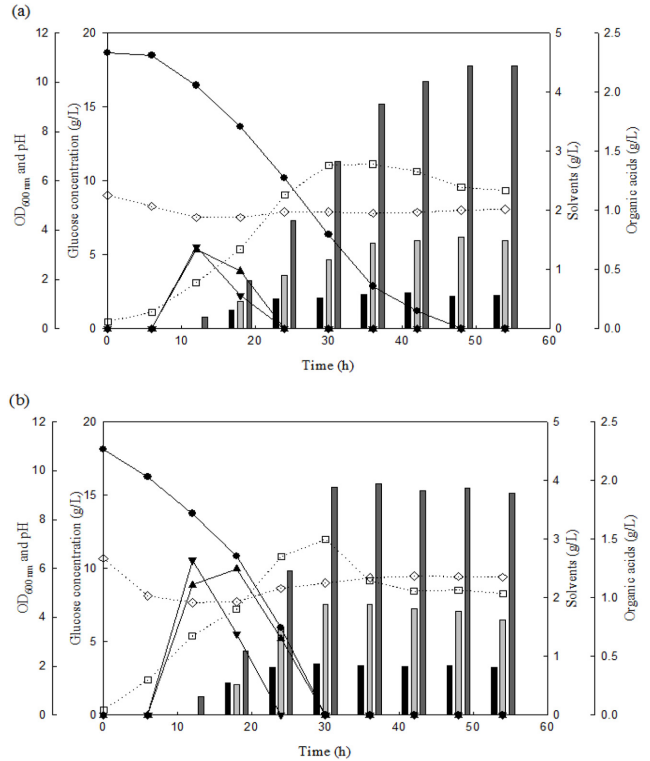 (a)
12 20 5 2.5
10 15 4 2.0
8 3 1.5
6 10
2 1.0
4 5
2 1 0.5
0 0 0 0.0
OD600 nm and pH
Glucose concentration (g/L)
Solvents (g/L)
Organic acids (g/L)
0 10 20 30 40 50 60
Time (h)
(b)
12 20 5 2.5
10 15 4 2.0
8 3 1.5
6 10
2 1.0
4 5
2 1 0.5
0 0 0 0.0
OD600 nm and pH
Glucose concentration (g/L)
Solvents (g/L)
Organic acids (g/L)
0 10 20 30 40 50 60
Time (h)